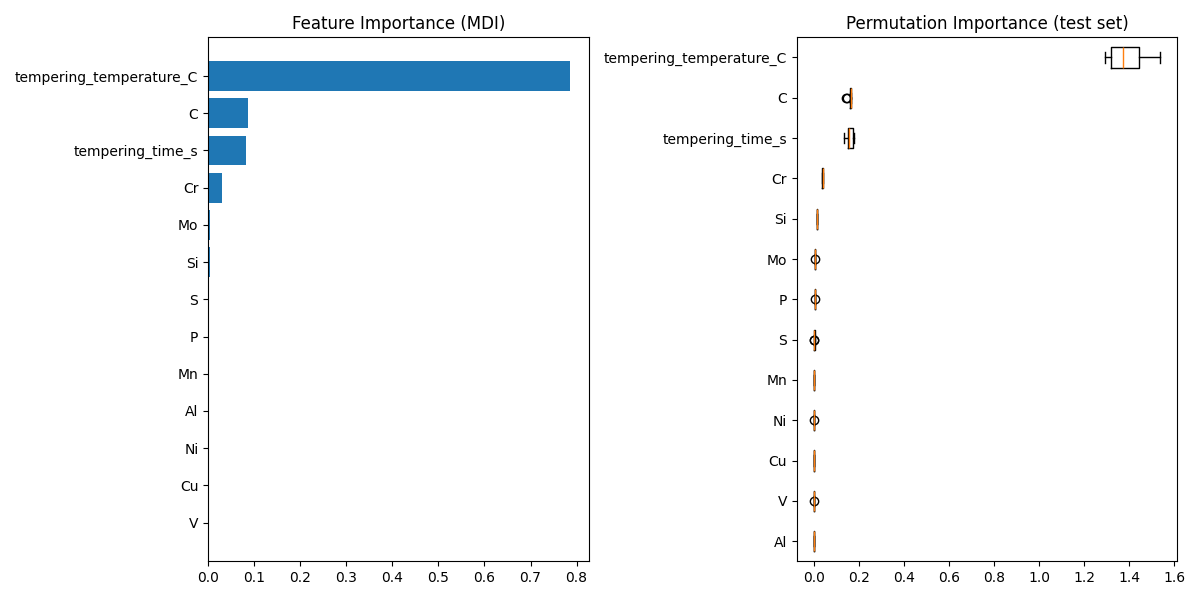 Feature Importance (MDI)
tempering_temperature_C
C
tempering_time_s
Cr
Mo
Si
S
P
Mn
Al
Ni
Cu
V
0.0 0.1 0.2 0.3 0.4 0.5 0.6 0.7 0.8
Permutation Importance (test set)
tempering_temperature_C
C
tempering_time_s
Cr
Si
Mo
P
S
Mn
Ni
Cu
V
Al
0.0 0.2 0.4 0.6 0.8 1.0 1.2 1.4 1.6